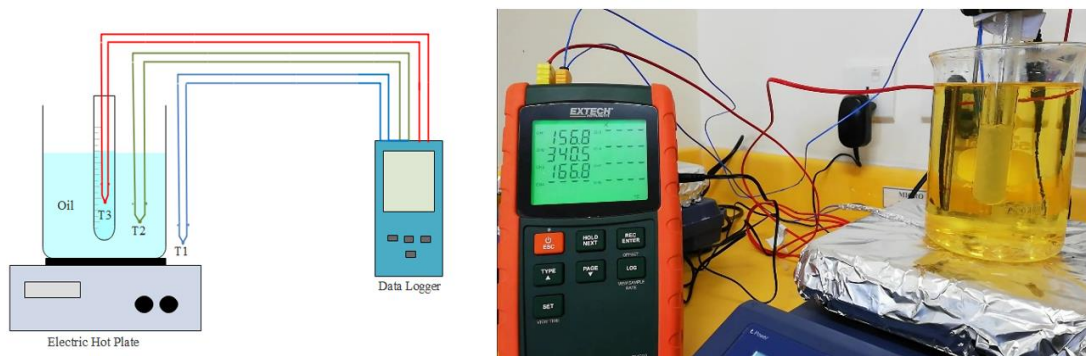 Oil
T3
T2
T1
Data Logger
Electric Hot Plate
EXTECH
156.8
340.5
166.8
ESC
HOLD
NEXT
REC
ENTER
TYPE
PAGE
LOG
SET